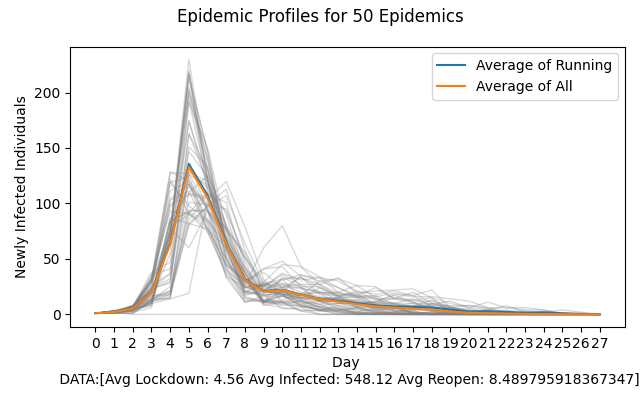 Epidemic Profiles for 50 Epidemics
Average of Running
Average of All
Newly Infected Individuals
200
150
100
50
0
0 1 2 3 4 5 6 7 8 9 10 11 12 13 14 15 16 17 18 19 20 21 22 23 24 25 26 27
Day
DATA:[Avg Lockdown: 4.56 Avg Infected: 548.12 Avg Reopen: 8.489795918367347]